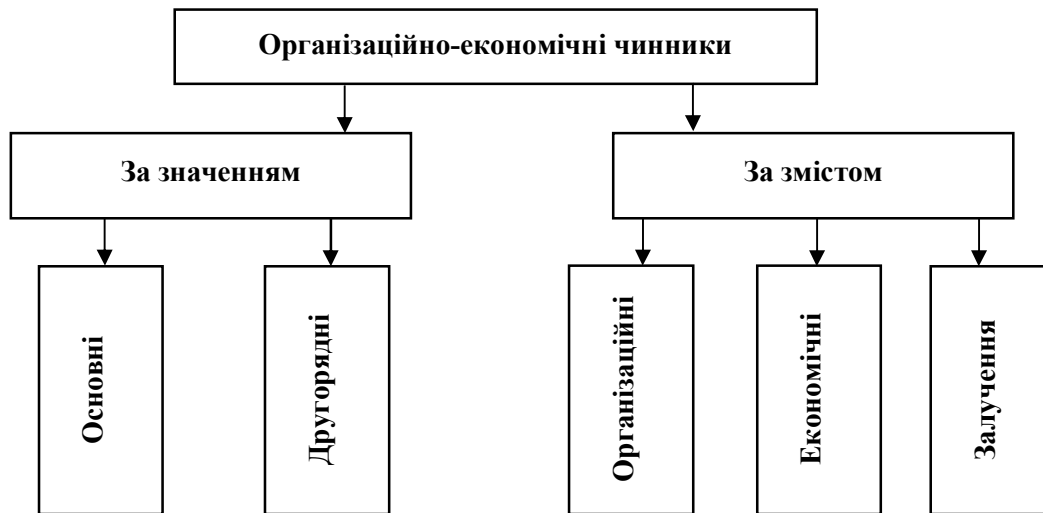 Організаційно-економічні чинники
За значенням
За змістом
Основні
Другорядні
Організаційні
Економічні
Залучення